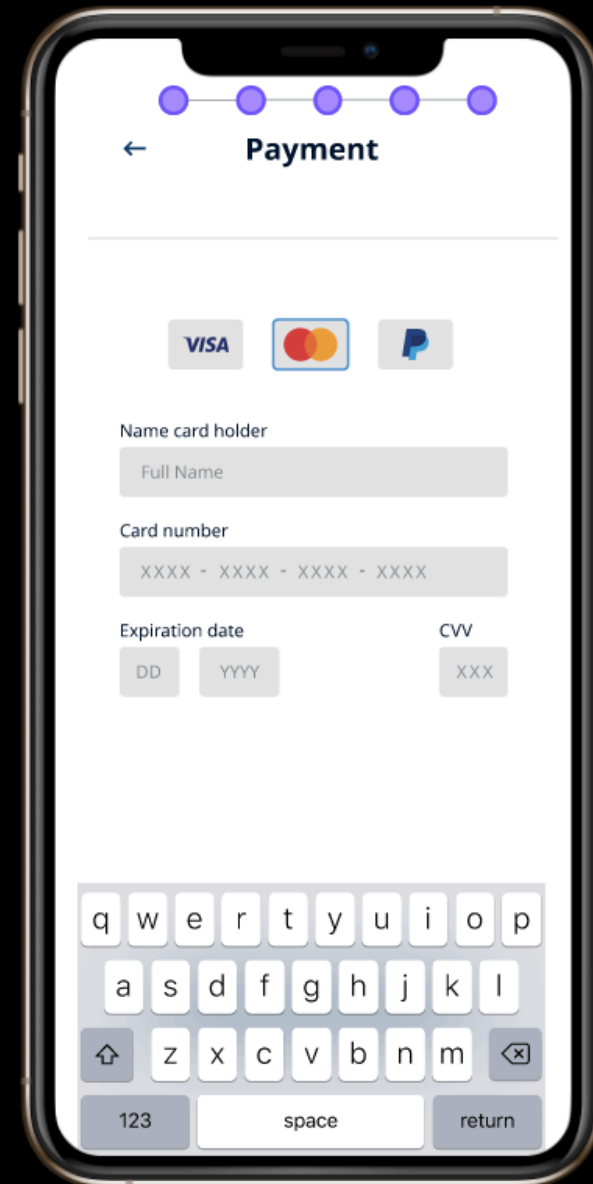 Payment
VISA
Name card holder
Full Name
Card number
XXXX - XXXX - XXXX - XXXX
Expiration date CVV
DD YYYY XXX
q w e r t y u i o p
a s d f g h j k l
z x c v b n m
123 space return